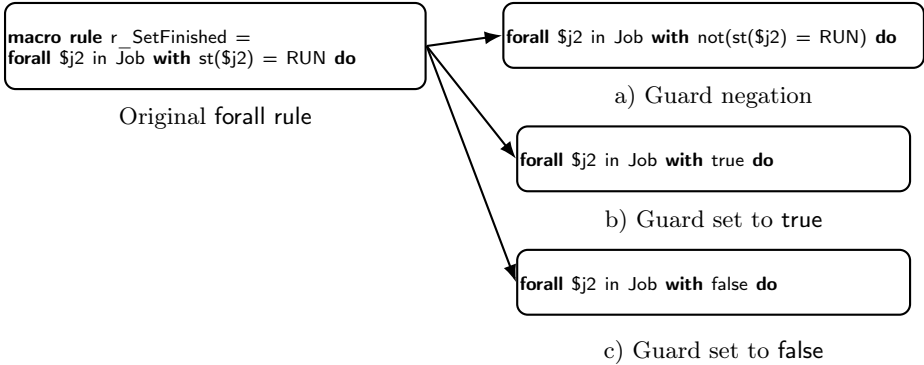 macro rule r_SetFinished =
forall $j2 in Job with st($j2) = RUN do
Original forall rule
forall $j2 in Job with not(st($j2) = RUN) do
a) Guard negation
forall $j2 in Job with true do
b) Guard set to true
forall $j2 in Job with false do
c) Guard set to false